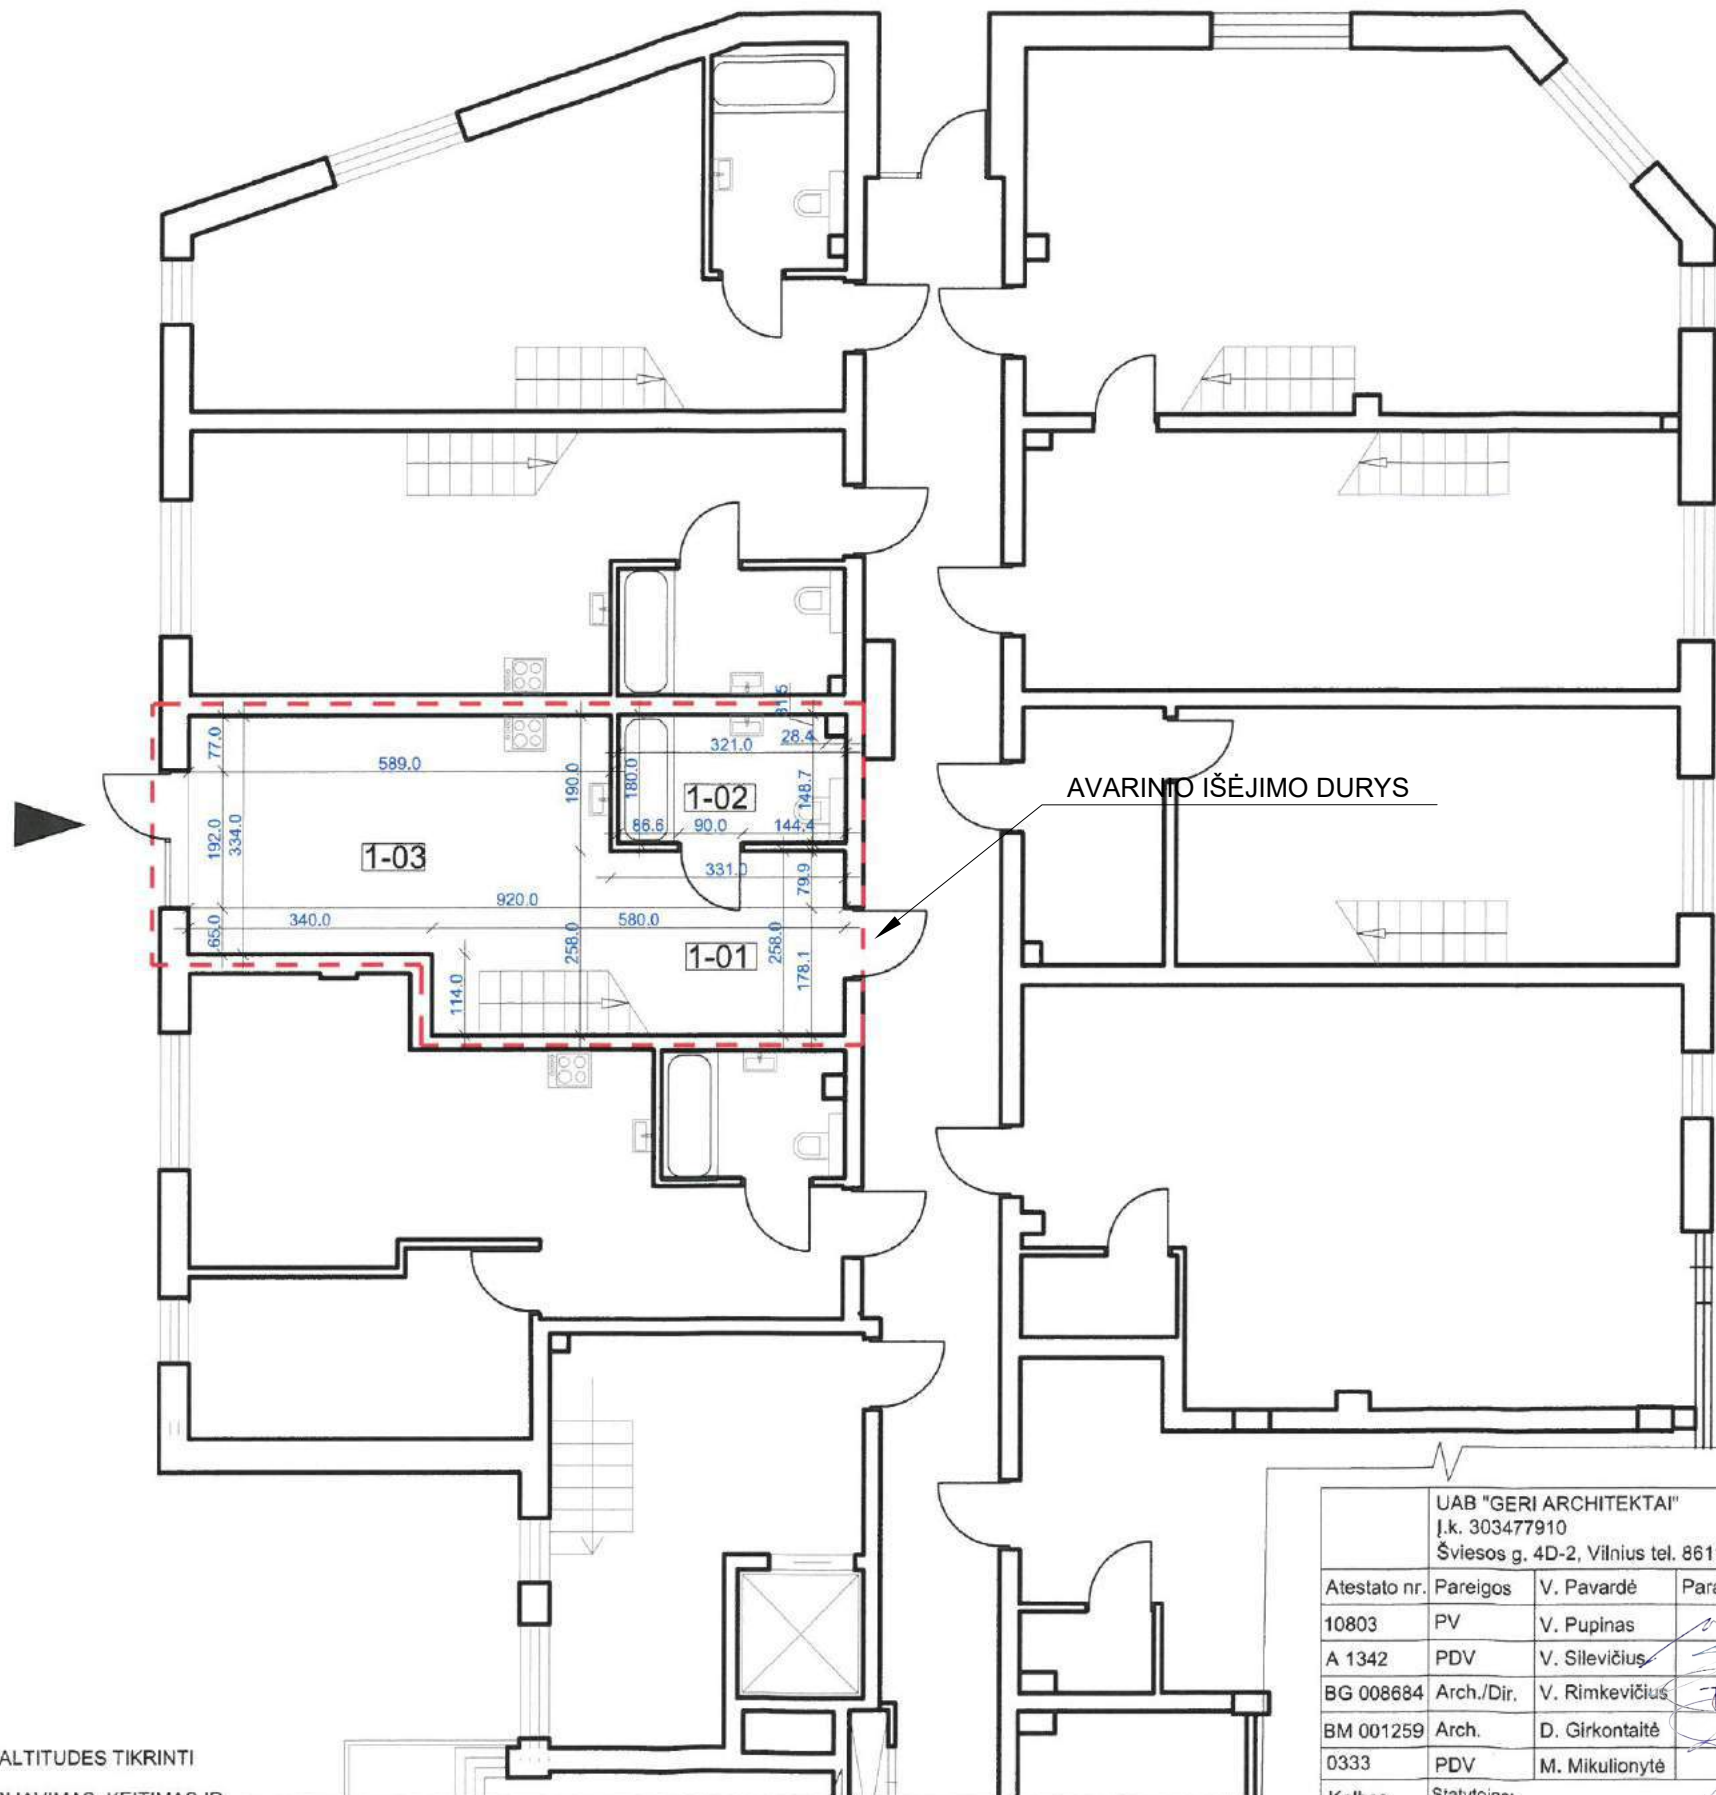 77.0
589.0
190.0
180.0
321.0
28.4
31.5
148.7
1-02
AVARINIO IŠĖJIMO DURYS
192.0
334.0
1-03
86.6
90.0
144.4
331.0
79.9
920.0
65.0
340.0
580.0
258.0
258.0
1-01
178.1
114.0
UAB "GERI ARCHITEKTAI"
Į.k. 303477910
Šviesos g. 4D-2, Vilnius tel. 861
Atestato nr. Pareigos V. Pavardė Para
10803 PV V. Pupinas
A 1342 PDV V. Silevičius
BG 008684 Arch./Dir. V. Rimkevičius
BM 001259 Arch. D. Girkontaitė
0333 PDV M. Mikulionytė
ALTITUDES TIKRINTI